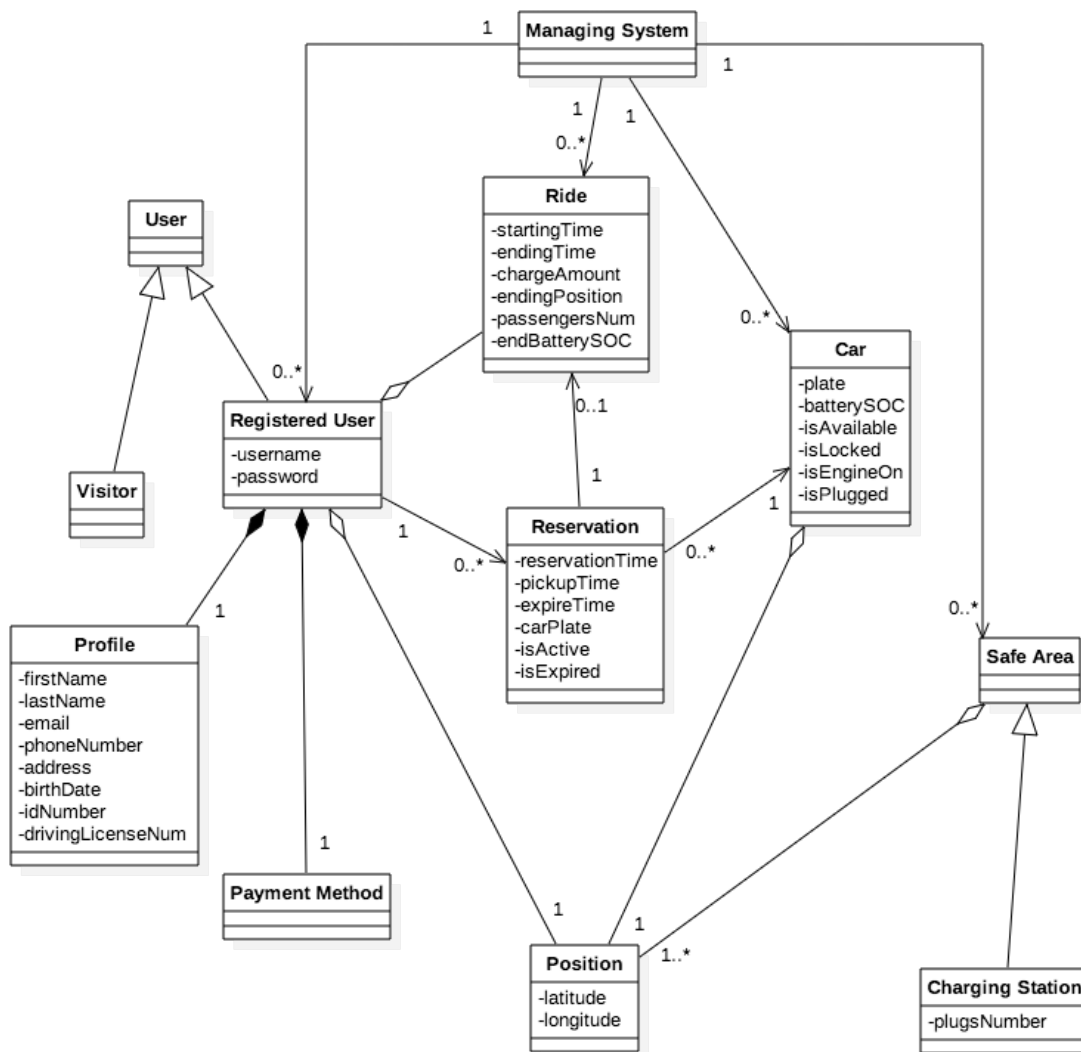 Managing System
1
1
1
1
0..*
0..*
0..*
0..*
Ride
-startingTime
-endingTime
-chargeAmount
-endingPosition
-passengersNum
-endBatterySOC
User
Car
-plate
-batterySOC
-isAvailable
-isLocked
-isEngineOn
-isPlugged
Registered User
-username
-password
0..1
1
Visitor
1
0..*
Reservation
-reservationTime
-pickupTime
-expireTime
-carPlate
-isActive
-isExpired
1
0..*
1
Profile
-firstName
-lastName
-email
-phoneNumber
-address
-birthDate
-idNumber
-drivingLicenseNum
Safe Area
1
Payment Method
1
1
1..*
Position
-latitude
-longitude
Charging Station
-plugsNumber